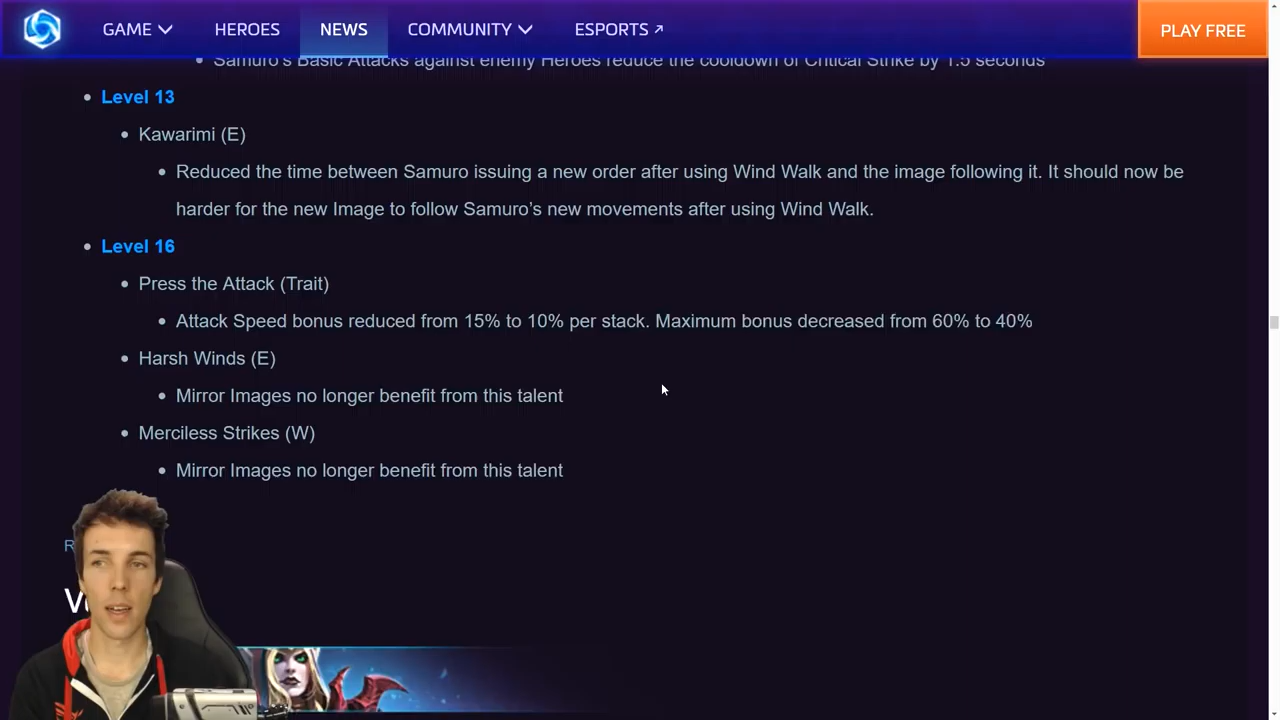 GAME HEROES NEWS COMMUNITY ESPORTS ↗ PLAY FREE
Samuro's Basic Attacks against enemy Heroes reduce the cooldown of Critical Strike by 1.5 seconds
Level 13
Kawarimi (E)
Reduced the time between Samuro issuing a new order after using Wind Walk and the image following it. It should now be
harder for the new Image to follow Samuro’s new movements after using Wind Walk.
Level 16
Press the Attack (Trait)
Attack Speed bonus reduced from 15% to 10% per stack. Maximum bonus decreased from 60% to 40%
Harsh Winds (E)
Mirror Images no longer benefit from this talent
Merciless Strikes (W)
Mirror Images no longer benefit from this talent